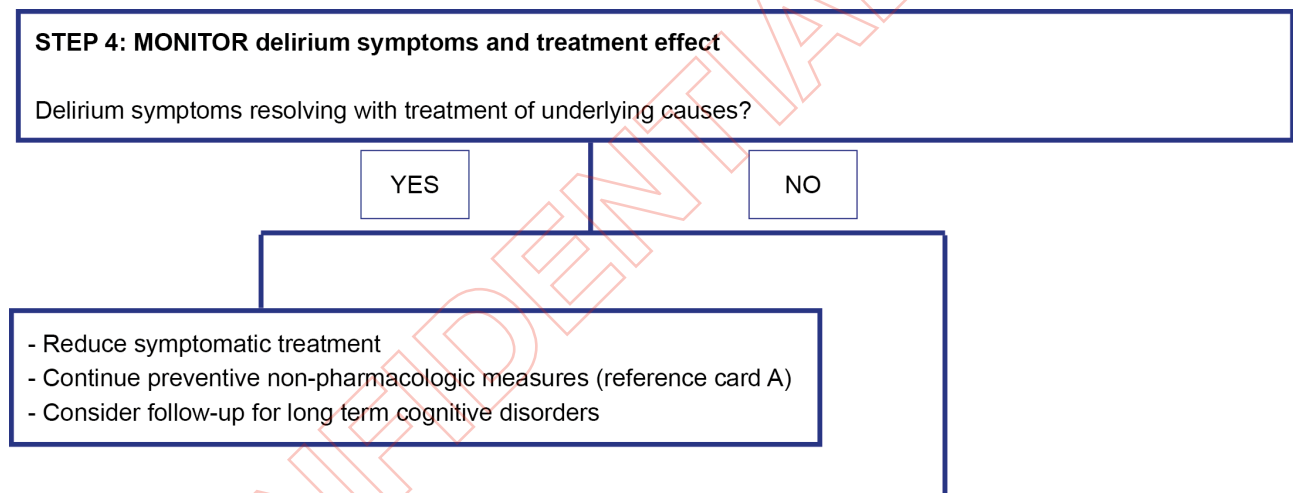 STEP 4: MONITOR delirium symptoms and treatment effect
Delirium symptoms resolving with treatment of underlying causes?
YES
NO
- Reduce symptomatic treatment
- Continue preventive non-pharmacologic measures (reference card A)
- Consider follow-up for long term cognitive disorders